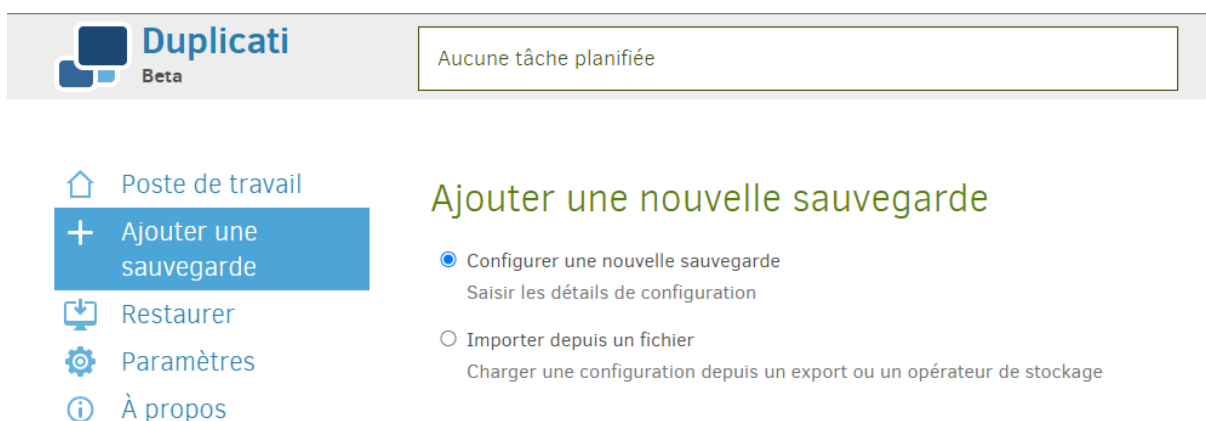 Duplicati
Beta
Aucune tâche planifiée
Poste de travail
Ajouter une
sauvegarde
Restaurer
Paramètres
À propos
Ajouter une nouvelle sauvegarde
Configurer une nouvelle sauvegarde
Saisir les détails de configuration
Importer depuis un fichier
Charger une configuration depuis un export ou un opérateur de stockage